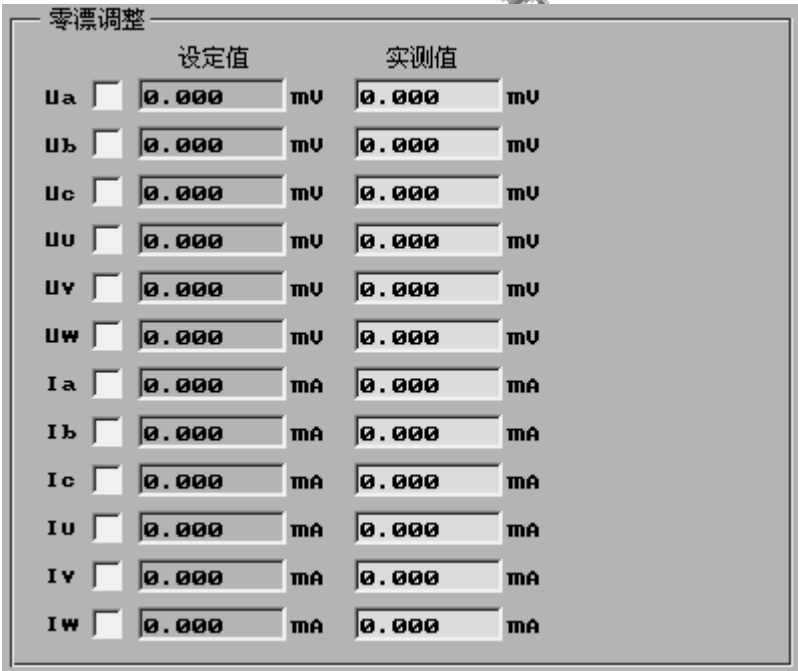 零漂调整
设定值 实测值
Ua 0.000 mV 0.000 mV
Ub 0.000 mV 0.000 mV
Uc 0.000 mV 0.000 mV
Uu 0.000 mV 0.000 mV
Uv 0.000 mV 0.000 mV
Uw 0.000 mV 0.000 mV
Ia 0.000 mA 0.000 mA
Ib 0.000 mA 0.000 mA
Ic 0.000 mA 0.000 mA
Iu 0.000 mA 0.000 mA
Iv 0.000 mA 0.000 mA
Iw 0.000 mA 0.000 mA